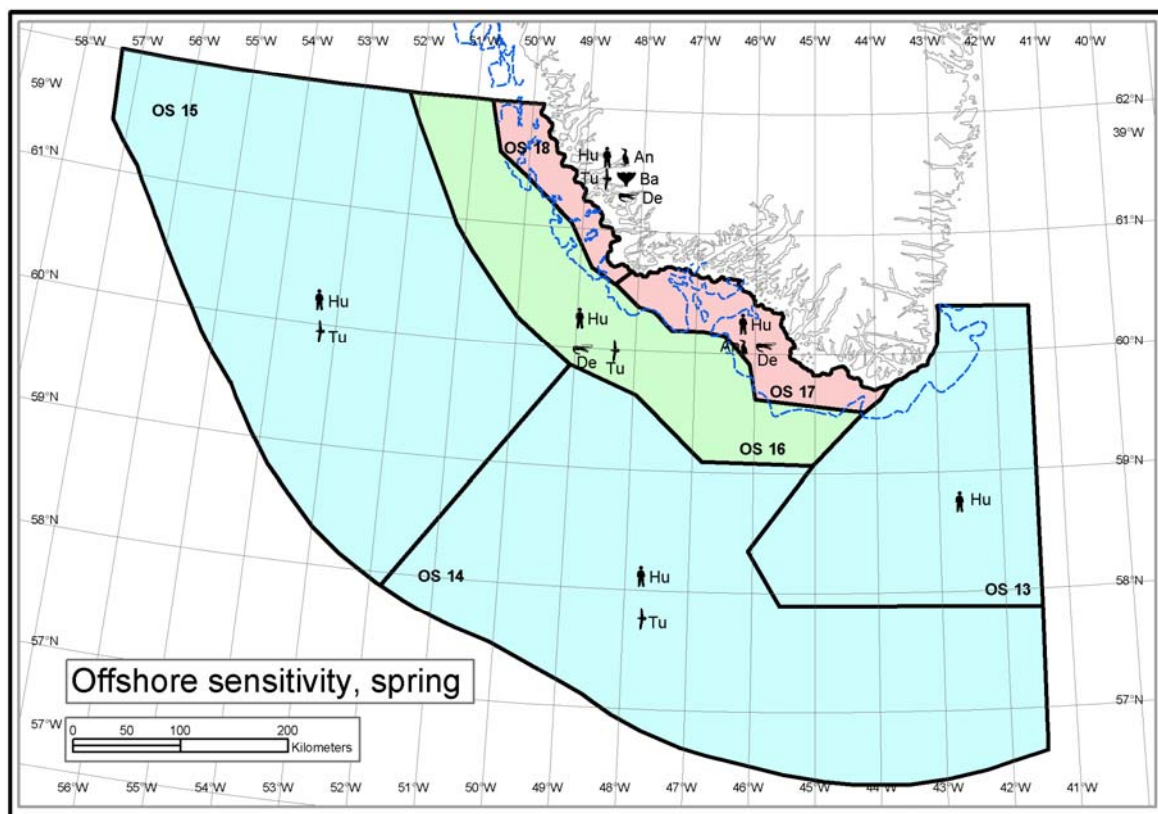 58°W 57°W 56°W 55°W 54°W 53°W 52°W 51°W 50°W 49°W 48°W 47°W 46°W 45°W 44°W 43°W 42°W 41°W 40°W
59°W
62°N
39°W
OS 15
OS 18
Hu An
Tu Ba
De
61°N
61°N
60°N
Hu
Tu
Hu
De Tu
Hu
An De
60°N
OS 17
59°N
OS 16
59°N
Hu
58°N
OS 14
Hu
OS 13
58°N
Tu
57°N
Offshore sensitivity, spring
57°N
57°W
0 50 100 200
Kilometers
56°W 55°W 54°W 53°W 52°W 51°W 50°W 49°W 48°W 47°W 46°W 45°W 44°W 43°W 42°W 41°W